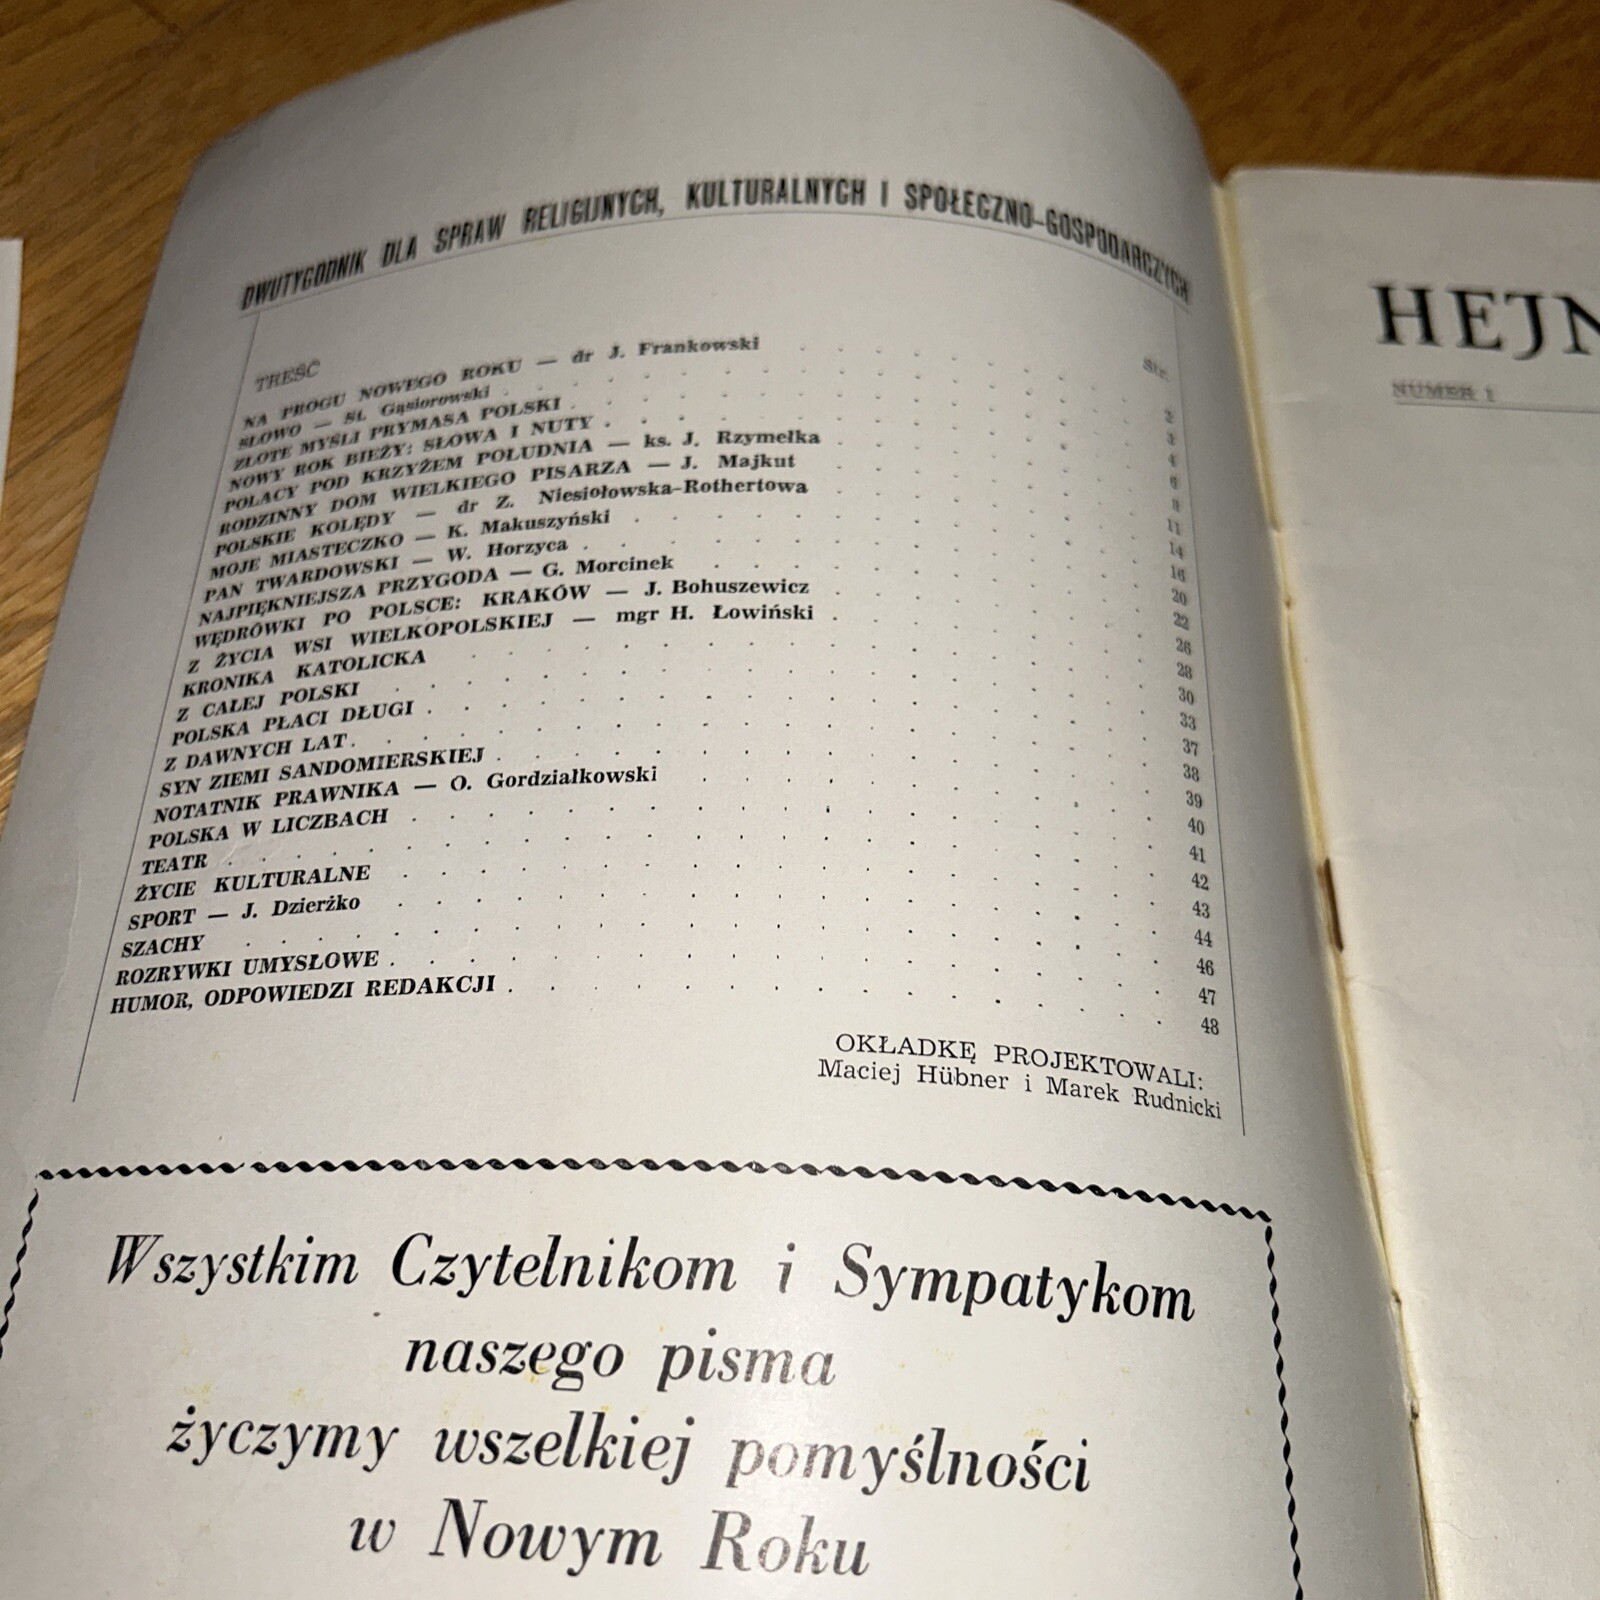 DWUTYGODNIK DLA SPRAW RELIGIJNYCH, KULTURALNYCH I SPOŁECZNO-GOSPODARCZYCH
TREŚĆ Str.
NA PROGU NOWEGO ROKU — dr J. Frankowski . . . . . . . . . 2
SŁOWO — St. Gąsiorowski . . . . . . . . . 3
ZŁOTE MYŚLI PRYMASA POLSKI . . . . . . . . . 4
NOWY ROK BIEŻY: SŁOWA I NUTY . . . . . . . . . 6
POLACY POD KRZYŻEM POŁUDNIA — ks. J. Rzymełka . . . . . . . . . 8
RODZINNY DOM WIELKIEGO PISARZA — J. Majkut . . . . . . . . . 11
POLSKIE KOLĘDY — dr Z. Niesiołowska-Rothertowa . . . . . . . . . 14
MOJE MIASTECZKO — K. Makuszyński . . . . . . . . . 16
PAN TWARDOWSKI — W. Horzyca . . . . . . . . . 20
NAJPIĘKNIEJSZA PRZYGODA — G. Morcinek . . . . . . . . . 22
WĘDRÓWKI PO POLSCE: KRAKÓW — J. Bohuszewicz . . . . . . . . . 26
Z ŻYCIA WSI WIELKOPOLSKIEJ — mgr H. Łowiński . . . . . . . . . 28
KRONIKA KATOLICKA . . . . . . . . . 30
Z CAŁEJ POLSKI . . . . . . . . . 33
POLSKA PŁACI DŁUGI . . . . . . . . . 37
Z DAWNYCH LAT . . . . . . . . . 38
SYN ZIEMI SANDOMIERSKIEJ . . . . . . . . . 39
NOTATNIK PRAWNIKA — O. Gordziałkowski . . . . . . . . . 40
POLSKA W LICZBACH . . . . . . . . . 41
TEATR . . . . . . . . . 42
ŻYCIE KULTURALNE . . . . . . . . . 43
SPORT — J. Dzierżko . . . . . . . . . 44
SZACHY . . . . . . . . . 46
ROZRYWKI UMYSŁOWE . . . . . . . . . 47
HUMOR, ODPOWIEDZI REDAKCJI . . . . . . . . . 48
OKŁADKĘ PROJEKTOWALI:
Maciej Hübner i Marek Rudnicki
Wszystkim Czytelnikom i Sympatykom
naszego pisma
życzymy wszelkiej pomyślności
w Nowym Roku
HEJN
NUMER 1